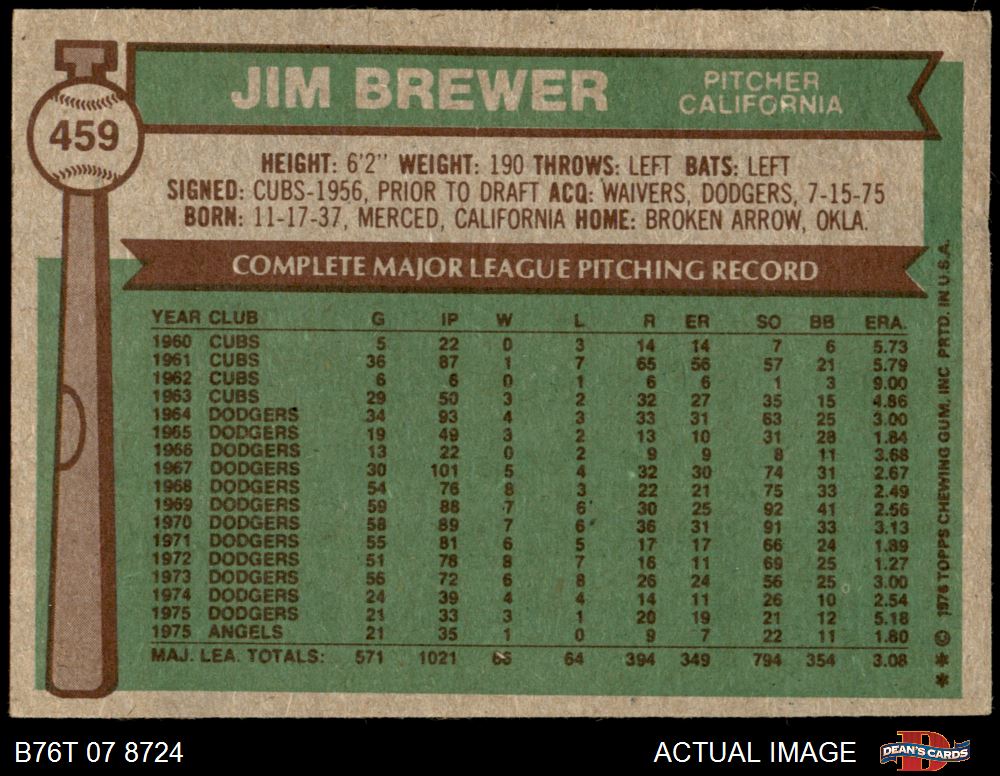 459
JIM BREWER
PITCHER
CALIFORNIA
HEIGHT: 6'2" WEIGHT: 190 THROWS: LEFT BATS: LEFT
SIGNED: CUBS-1956, PRIOR TO DRAFT ACQ: WAIVERS, DODGERS, 7-15-75
BORN: 11-17-37, MERCED, CALIFORNIA HOME: BROKEN ARROW, OKLA.
COMPLETE MAJOR LEAGUE PITCHING RECORD
YEAR CLUB G IP W L R ER SO BB ERA.
1960 CUBS 5 22 0 3 14 14 7 6 5.73
1961 CUBS 36 87 1 7 65 56 57 21 5.79
1962 CUBS 6 6 0 1 6 6 1 3 9.00
1963 CUBS 29 50 3 2 32 27 35 15 4.86
1964 DODGERS 34 93 4 3 33 31 63 25 3.00
1965 DODGERS 19 49 3 2 13 10 31 28 1.84
1966 DODGERS 13 22 0 2 9 9 8 11 3.68
1967 DODGERS 30 101 5 4 32 30 74 31 2.67
1968 DODGERS 54 76 8 3 22 21 75 33 2.49
1969 DODGERS 59 88 7 6 30 25 92 41 2.56
1970 DODGERS 58 89 7 6 36 31 91 33 3.13
1971 DODGERS 55 81 6 5 17 17 66 24 1.89
1972 DODGERS 51 78 8 7 16 11 69 25 1.27
1973 DODGERS 56 72 6 8 26 24 56 25 3.00
1974 DODGERS 24 39 4 4 14 11 26 10 2.54
1975 DODGERS 21 33 3 1 20 19 21 12 5.18
1975 ANGELS 21 35 1 0 9 7 22 11 1.80
MAJ. LEA. TOTALS: 571 1021 64 394 349 794 354 3.08
* * © 1976 TOPPS CHEWING GUM, INC PRTD. IN U.S.A.
B76T 07 8724
ACTUAL IMAGE
DEAN'S CARDS